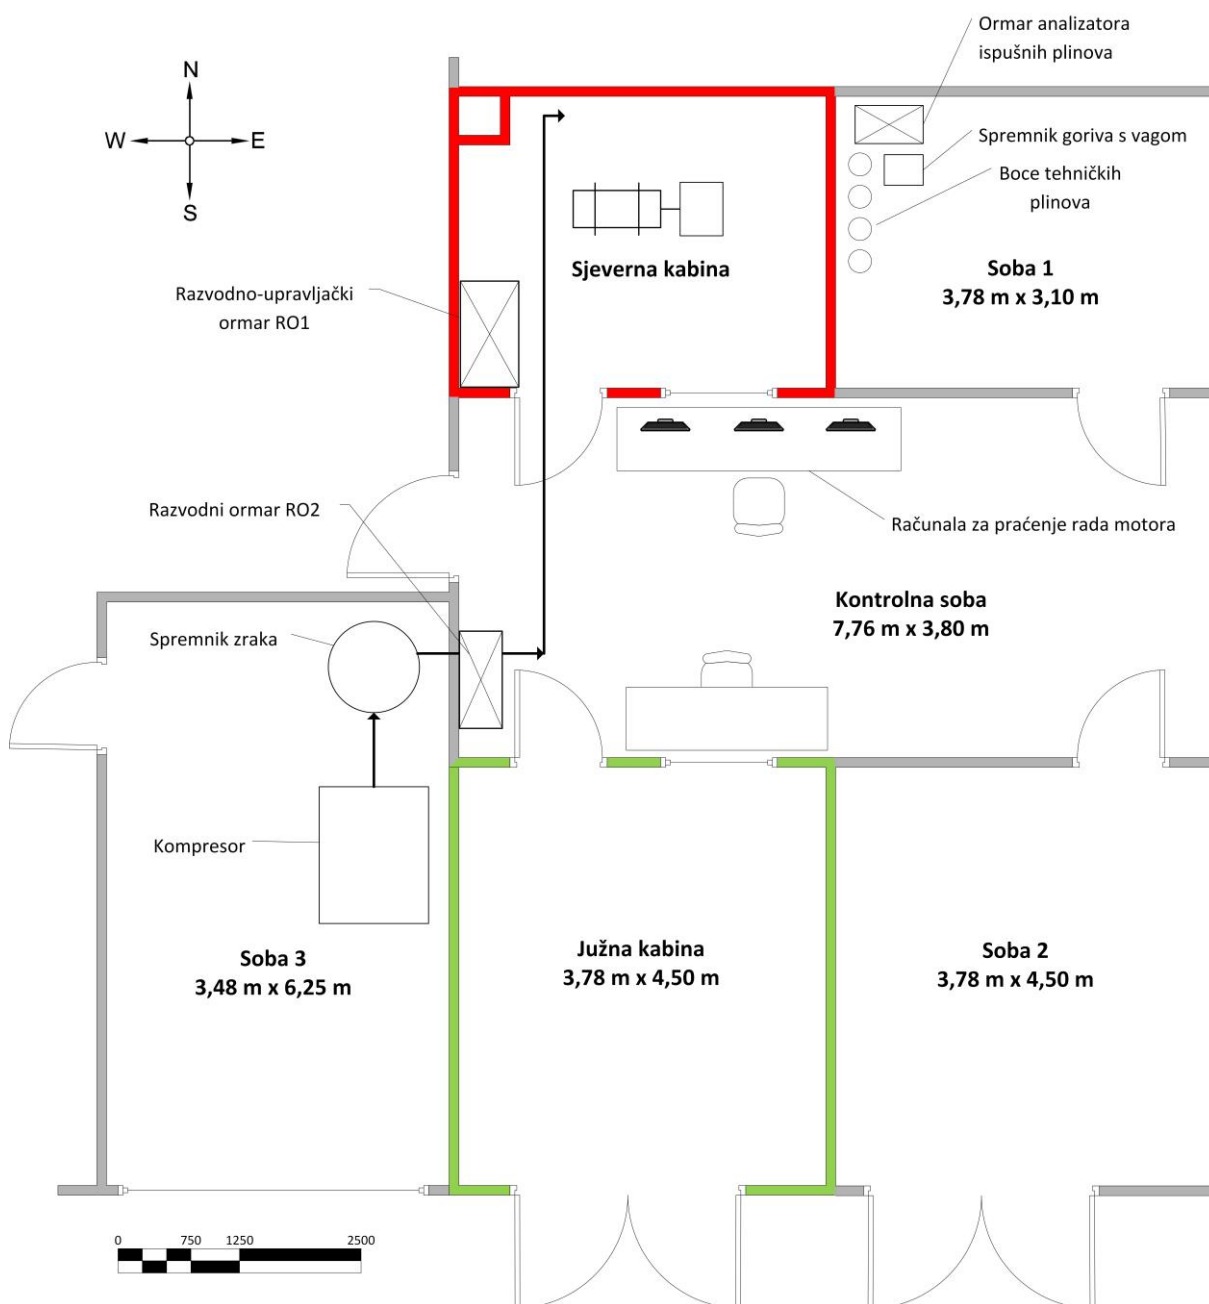 Ormar analizatora
ispušnih plinova
N
W
E
S
Spremnik goriva s vagom
Boce tehničkih
plinova
Sjeverna kabina
Soba 1
3,78 m x 3,10 m
Razvodno-upravljački
ormar RO1
Razvodni ormar RO2
Računala za praćenje rada motora
Kontrolna soba
7,76 m x 3,80 m
Spremnik zraka
Kompresor
Soba 3
3,48 m x 6,25 m
Južna kabina
3,78 m x 4,50 m
Soba 2
3,78 m x 4,50 m
0 750 1250 2500